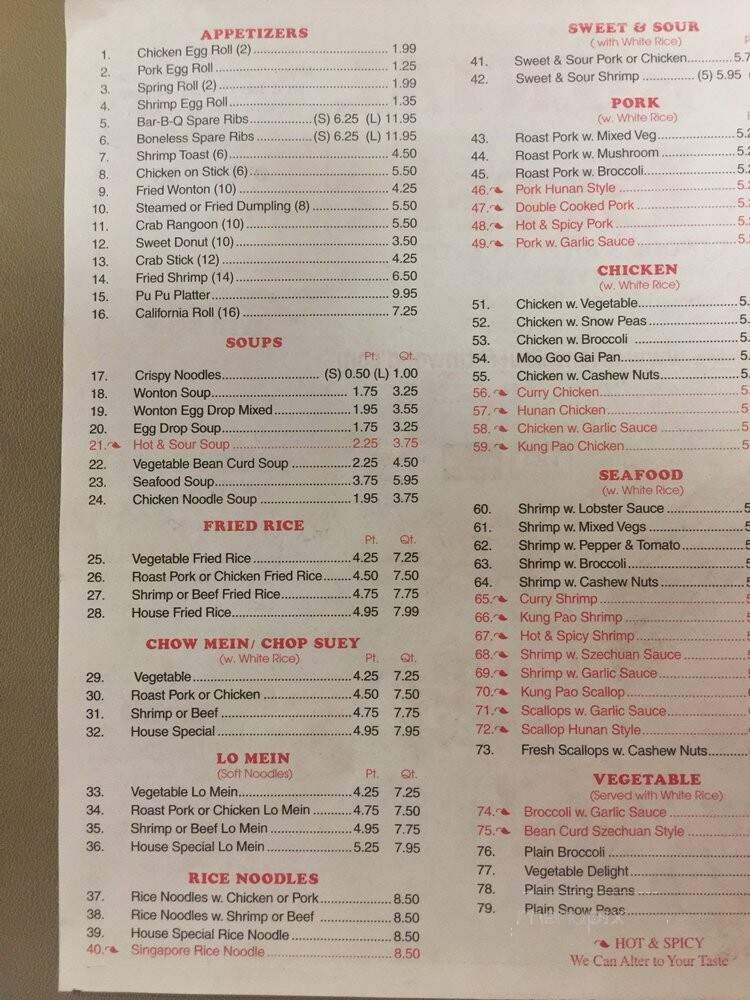 APPETIZERS
1. Chicken Egg Roll (2) 1.99
2. Pork Egg Roll 1.25
3. Spring Roll (2) 1.99
4. Shrimp Egg Roll 1.35
5. Bar-B-Q Spare Ribs (S) 6.25 (L) 11.95
6. Boneless Spare Ribs (S) 6.25 (L) 11.95
7. Shrimp Toast (6) 4.50
8. Chicken on Stick (6) 5.50
9. Fried Wonton (10) 4.25
10. Steamed or Fried Dumpling (8) 5.50
11. Crab Rangoon (10) 5.50
12. Sweet Donut (10) 3.50
13. Crab Stick (12) 4.25
14. Fried Shrimp (14) 6.50
15. Pu Pu Platter 9.95
16. California Roll (16) 7.25
SOUPS
Pt. Qt.
17. Crispy Noodles (S) 0.50 (L) 1.00
18. Wonton Soup 1.75 3.25
19. Wonton Egg Drop Mixed 1.95 3.55
20. Egg Drop Soup 1.75 3.25
21. Hot & Sour Soup 2.25 3.75
22. Vegetable Bean Curd Soup 2.25 4.50
23. Seafood Soup 3.75 5.95
24. Chicken Noodle Soup 1.95 3.75
FRIED RICE
Pt. Qt.
25. Vegetable Fried Rice 4.25 7.25
26. Roast Pork or Chicken Fried Rice 4.50 7.50
27. Shrimp or Beef Fried Rice 4.75 7.75
28. House Fried Rice 4.95 7.99
CHOW MEIN/ CHOP SUEY
(w. White Rice) Pt. Qt.
29. Vegetable 4.25 7.25
30. Roast Pork or Chicken 4.50 7.50
31. Shrimp or Beef 4.75 7.75
32. House Special 4.95 7.95
LO MEIN
(Soft Noodles) Pt. Qt.
33. Vegetable Lo Mein 4.25 7.25
34. Roast Pork or Chicken Lo Mein 4.75 7.50
35. Shrimp or Beef Lo Mein 4.95 7.75
36. House Special Lo Mein 5.25 7.95
RICE NOODLES
37. Rice Noodles w. Chicken or Pork 8.50
38. Rice Noodles w. Shrimp or Beef 8.50
39. House Special Rice Noodle 8.50
40. Singapore Rice Noodle 8.50
SWEET & SOUR
(with White Rice)
41. Sweet & Sour Pork or Chicken 5.7
42. Sweet & Sour Shrimp (5) 5.95
PORK
(w. White Rice)
43. Roast Pork w. Mixed Veg 5.2
44. Roast Pork w. Mushroom 5.2
45. Roast Pork w. Broccoli 5.2
46. Pork Hunan Style 5.
47. Double Cooked Pork 5.
48. Hot & Spicy Pork 5.
49. Pork w. Garlic Sauce 5.
CHICKEN
(w. White Rice)
51. Chicken w. Vegetable 5.
52. Chicken w. Snow Peas 5.
53. Chicken w. Broccoli 5.
54. Moo Goo Gai Pan 5.
55. Chicken w. Cashew Nuts 5.
56. Curry Chicken 5
57. Hunan Chicken 5
58. Chicken w. Garlic Sauce 5
59. Kung Pao Chicken 5
SEAFOOD
(w. White Rice)
60. Shrimp w. Lobster Sauce 5
61. Shrimp w. Mixed Vegs 5
62. Shrimp w. Pepper & Tomato 5
63. Shrimp w. Broccoli
64. Shrimp w. Cashew Nuts
65. Curry Shrimp
66. Kung Pao Shrimp
67. Hot & Spicy Shrimp
68. Shrimp w. Szechuan Sauce
69. Shrimp w. Garlic Sauce
70. Kung Pao Scallop
71. Scallops w. Garlic Sauce
72. Scallop Hunan Style
73. Fresh Scallops w. Cashew Nuts
VEGETABLE
(Served with White Rice)
74. Broccoli w. Garlic Sauce
75. Bean Curd Szechuan Style
76. Plain Broccoli
77. Vegetable Delight
78. Plain String Beans
79. Plain Snow Peas
HOT & SPICY
We Can Alter to Your Taste